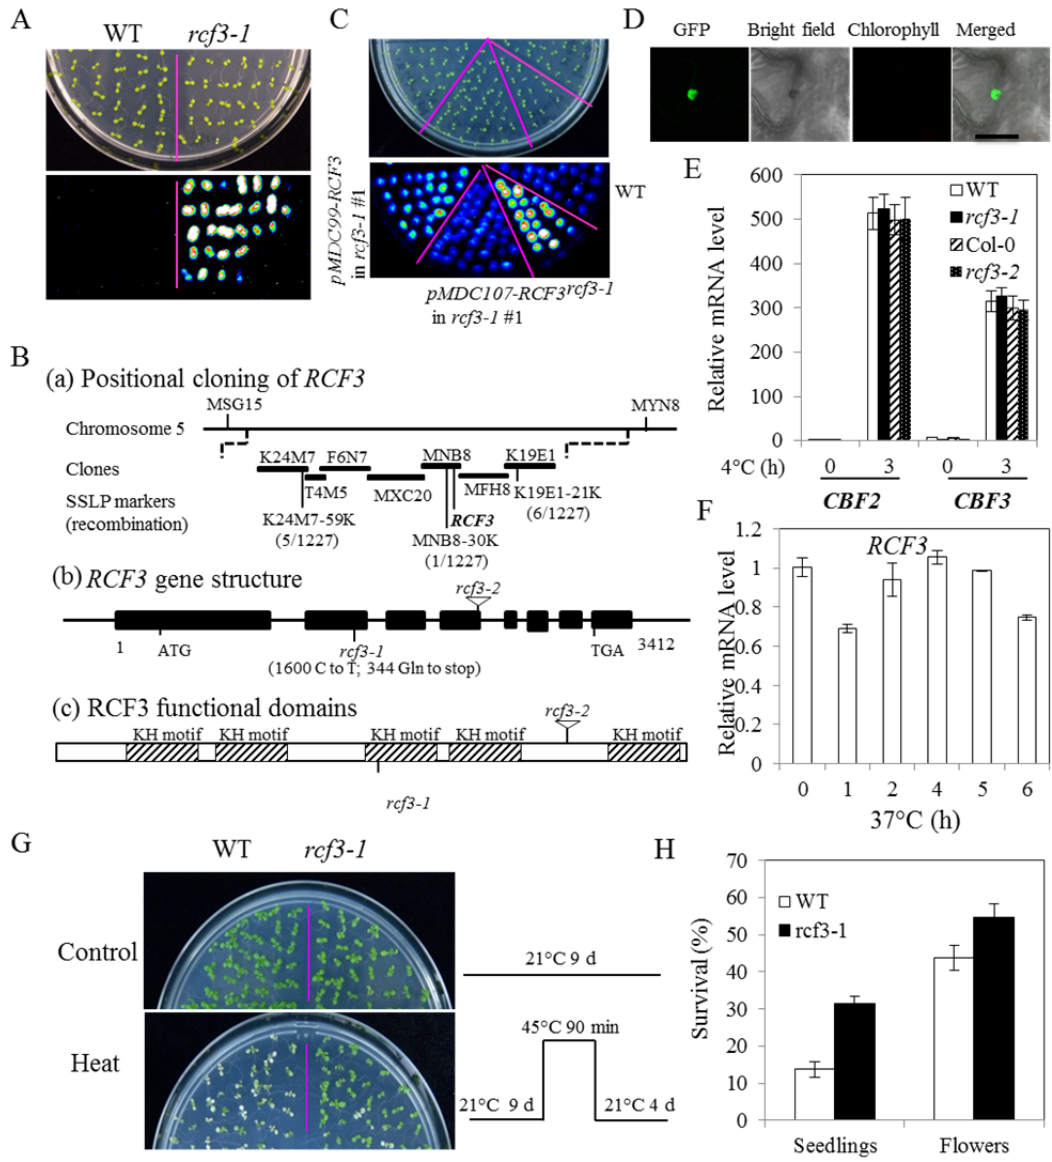 A
WT rcf3-1
C
pMDC99-RCF3
in rcf3-1 #1
WT
pMDC107-RCF3 rcf3-1
in rcf3-1 #1
D
GFP Bright field Chlorophyll Merged
E
Relative mRNA level
600
500
400
300
200
100
0
WT
rcf3-1
Col-0
rcf3-2
4°C (h) 0 3 0 3
CBF2 CBF3
B
(a) Positional cloning of RCF3
MSG15 MYN8
Chromosome 5
Clones
K24M7 F6N7 MNB8 K19E1
T4M5 MXC20 MFH8
SSLP markers
(recombination)
K24M7-59K
(5/1227)
RCF3
MNB8-30K
(1/1227)
K19E1-21K
(6/1227)
(b) RCF3 gene structure
rcf3-2
1 ATG rcf3-1 TGA 3412
(1600 C to T; 344 Gln to stop)
(c) RCF3 functional domains
rcf3-2
KH motif KH motif KH motif KH motif KH motif
rcf3-1
F
RCF3
Relative mRNA level
1.2
1
0.8
0.6
0.4
0.2
0
0 1 2 4 5 6
37°C (h)
G
WT rcf3-1
Control
21°C 9 d
Heat
45°C 90 min
21°C 9 d 21°C 4 d
H
Survival (%)
70
60
50
40
30
20
10
0
WT
rcf3-1
Seedlings Flowers